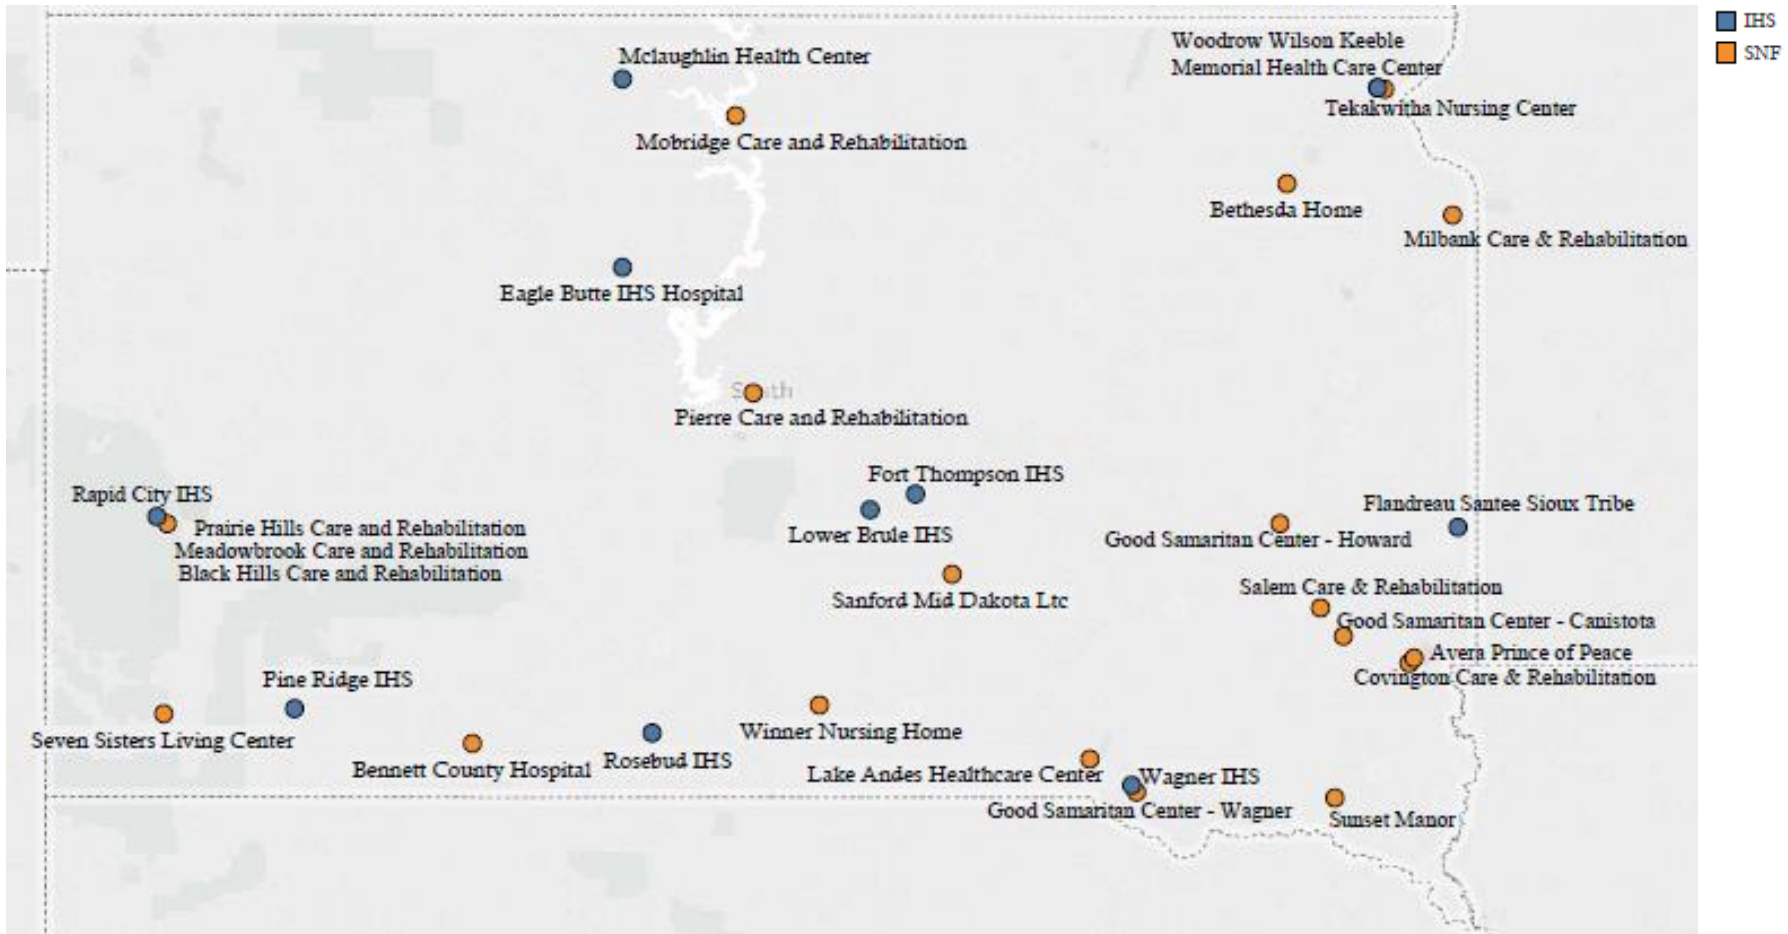 IHS
SNF
Woodrow Wilson Keeble
Memorial Health Care Center
Mclaughlin Health Center
Tekakwitha Nursing Center
Mobridge Care and Rehabilitation
Bethesda Home
Milbank Care & Rehabilitation
Eagle Butte IHS Hospital
South
Pierre Care and Rehabilitation
Fort Thompson IHS
Rapid City IHS
Flandreau Santee Sioux Tribe
Prairie Hills Care and Rehabilitation
Lower Brule IHS
Good Samaritan Center - Howard
Meadowbrook Care and Rehabilitation
Black Hills Care and Rehabilitation
Salem Care & Rehabilitation
Sanford Mid Dakota Ltc
Good Samaritan Center - Canistota
Avera Prince of Peace
Covington Care & Rehabilitation
Pine Ridge IHS
Winner Nursing Home
Seven Sisters Living Center
Rosebud IHS
Bennett County Hospital
Lake Andes Healthcare Center
Wagner IHS
Good Samaritan Center - Wagner
Sunset Manor